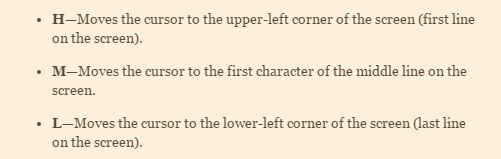 • H—Moves the cursor to the upper-left corner of the screen (first line
on the screen).
• M—Moves the cursor to the first character of the middle line on the
screen.
• L—Moves the cursor to the lower-left corner of the screen (last line
on the screen).